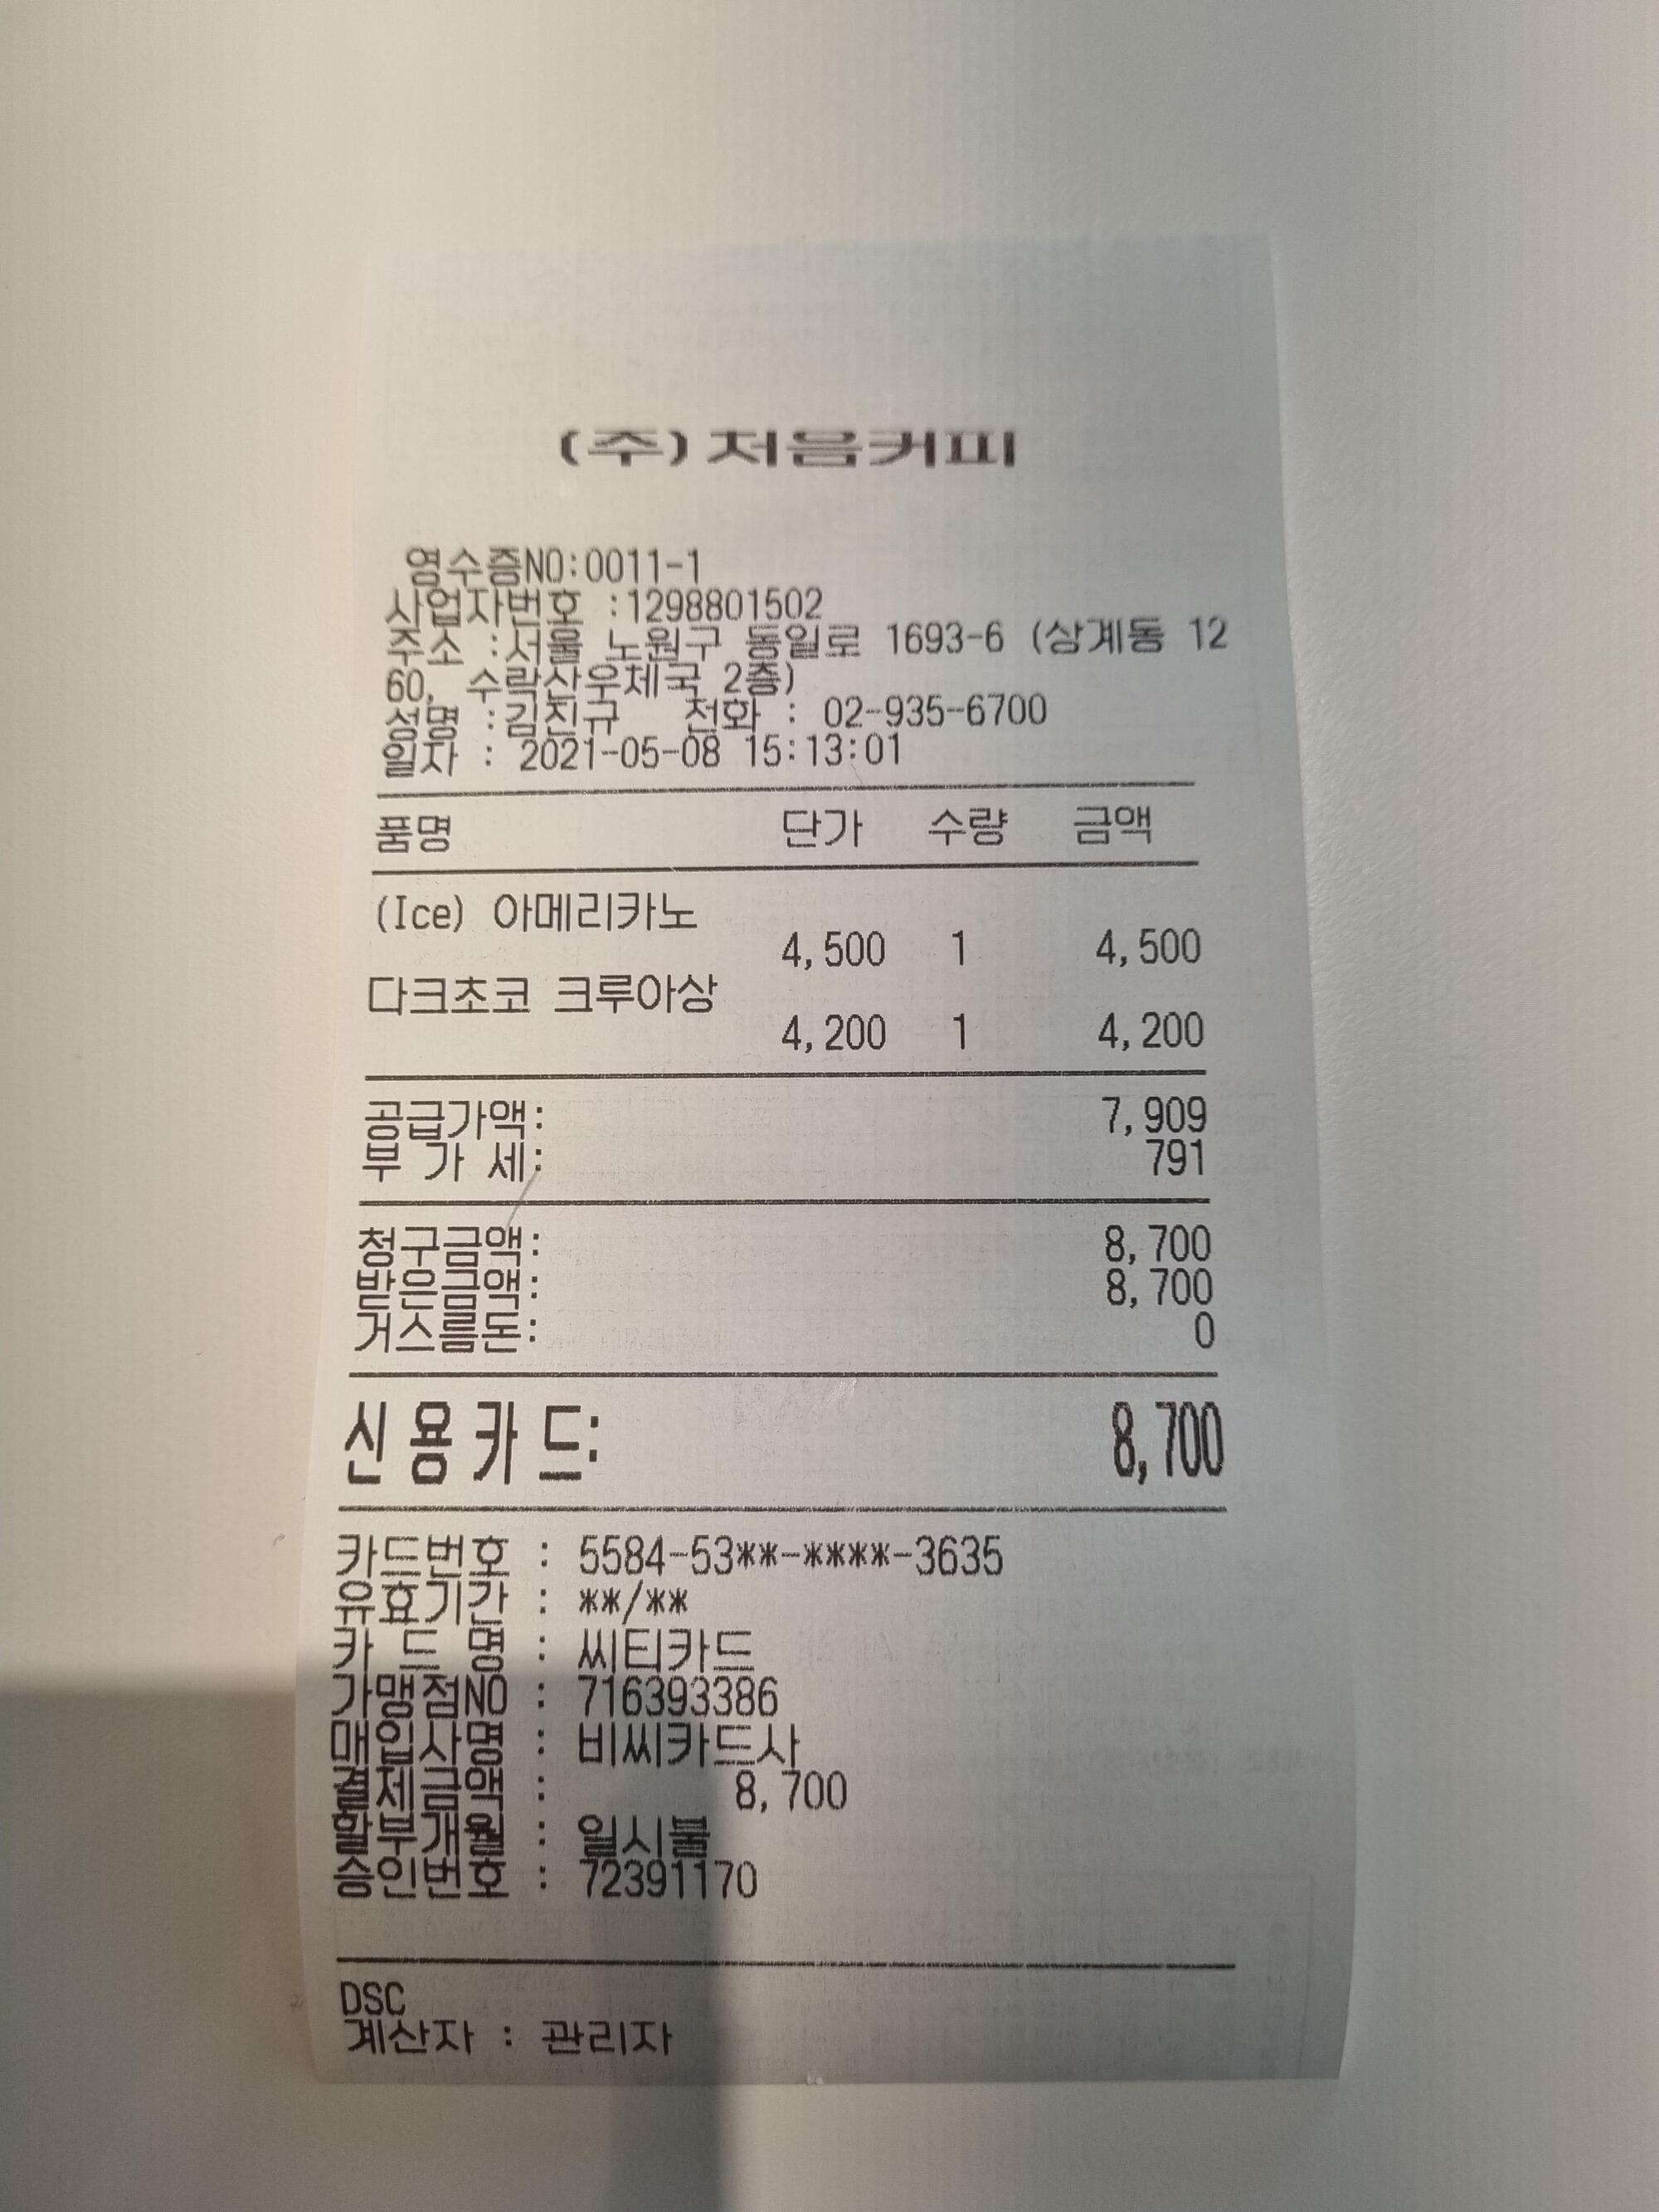 (주)처음커피
영수증NO:0011-1
사업자번호 :1298801502
주소 :서울 노원구 동일로 1693-6 (상계동 12
60, 수락산우체국 2층)
성명 :김진규 전화 : 02-935-6700
일자 : 2021-05-08 15:13:01
품명 단가 수량 금액
(Ice) 아메리카노
4,500 1 4,500
다크초코 크루아상
4,200 1 4,200
공급가액: 7,909
부 가 세: 791
청구금액: 8,700
받은금액: 8,700
거스름돈: 0
신용카드: 8,700
카드번호 : 5584-53**-****-3635
유효기간 : **/**
카 드 명 : 씨티카드
가맹점NO : 716393386
매입사명 : 비씨카드사
결제금액 : 8,700
할부개월 : 일시불
승인번호 : 72391170
DSC
계산자 : 관리자